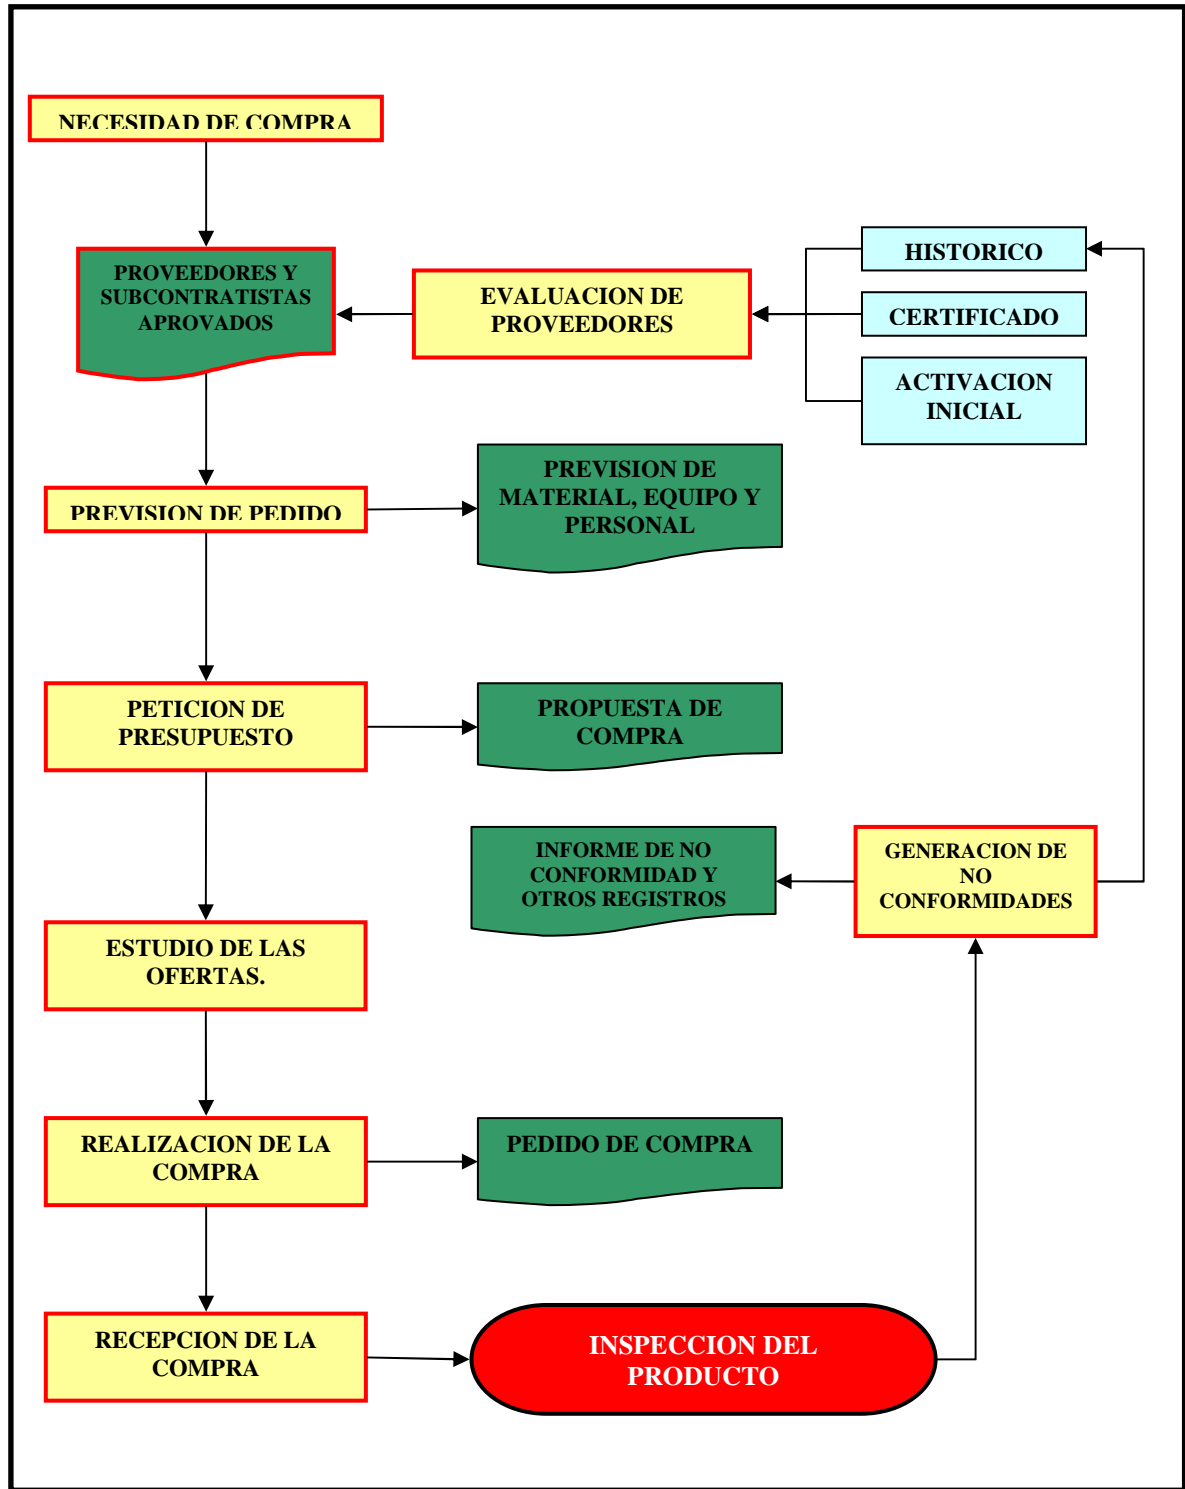 NECESIDAD DE COMPRA
PROVEEDORES Y
SUBCONTRATISTAS
APROVADOS
EVALUACION DE
PROVEEDORES
HISTORICO
CERTIFICADO
ACTIVACION
INICIAL
PREVISION DE PEDIDO
PREVISION DE
MATERIAL, EQUIPO Y
PERSONAL
PETICION DE
PRESUPUESTO
PROPUESTA DE
COMPRA
INFORME DE NO
CONFORMIDAD Y
OTROS REGISTROS
GENERACION DE
NO
CONFORMIDADES
ESTUDIO DE LAS
OFERTAS.
REALIZACION DE LA
COMPRA
PEDIDO DE COMPRA
RECEPCION DE LA
COMPRA
INSPECCION DEL
PRODUCTO